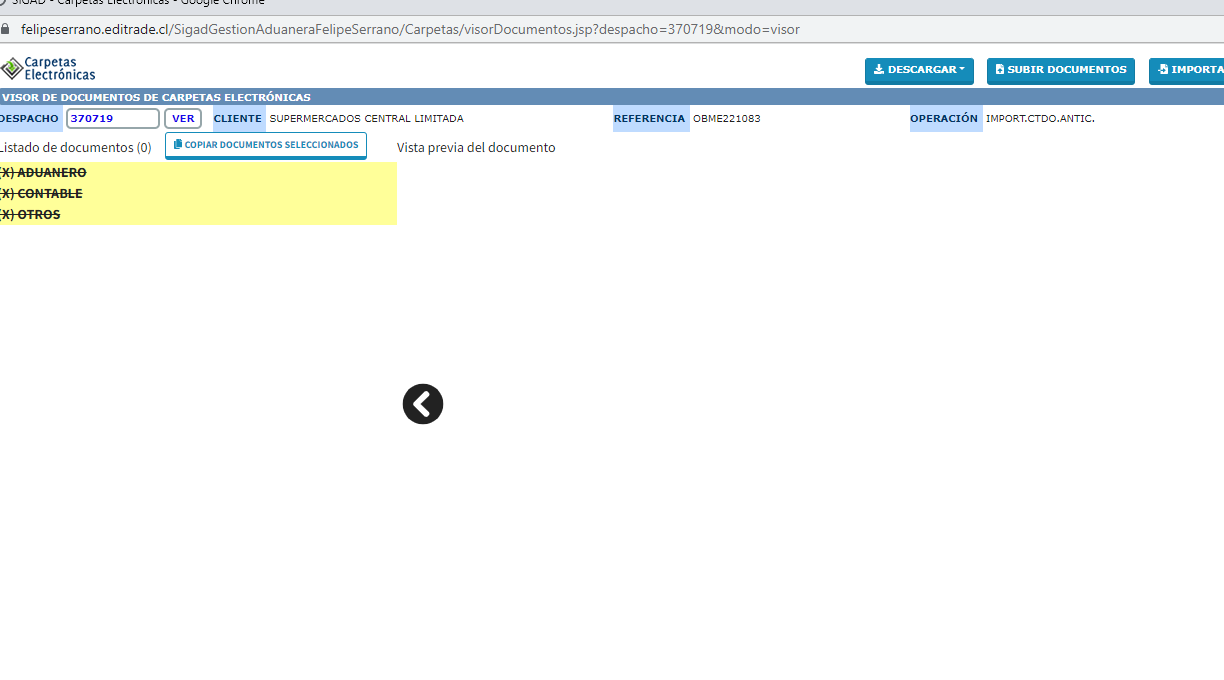 SIGAD - Carpetas Electrónicas - Google Chrome
felipeserrano.editrade.cl/SigadGestionAduaneraFelipeSerrano/Carpetas/visorDocumentos.jsp?despacho=370719&modo=visor
Carpetas
Electrónicas
DESCARGAR SUBIR DOCUMENTOS IMPORTA
VISOR DE DOCUMENTOS DE CARPETAS ELECTRÓNICAS
DESPACHO 370719 VER CLIENTE SUPERMERCADOS CENTRAL LIMITADA REFERENCIA OBME221083 OPERACIÓN IMPORT.CTDO.ANTIC.
Listado de documentos (0) COPIAR DOCUMENTOS SELECCIONADOS Vista previa del documento
(X) ADUANERO
(X) CONTABLE
(X) OTROS